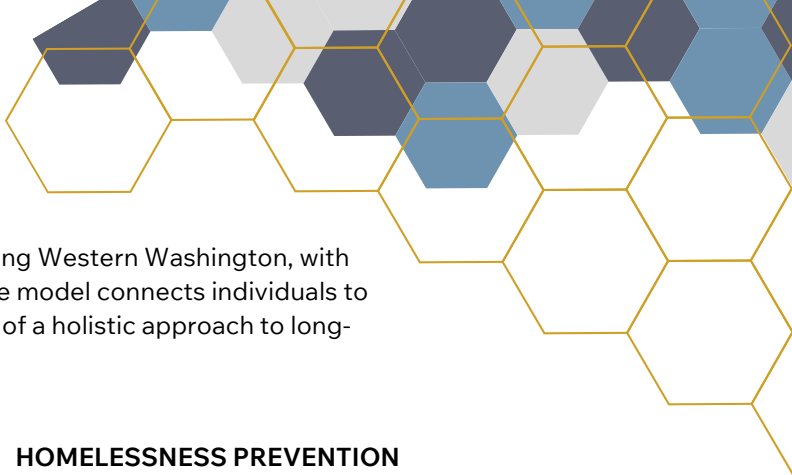 ng Western Washington, with
e model connects individuals to
of a holistic approach to long-
HOMELESSNESS PREVENTION